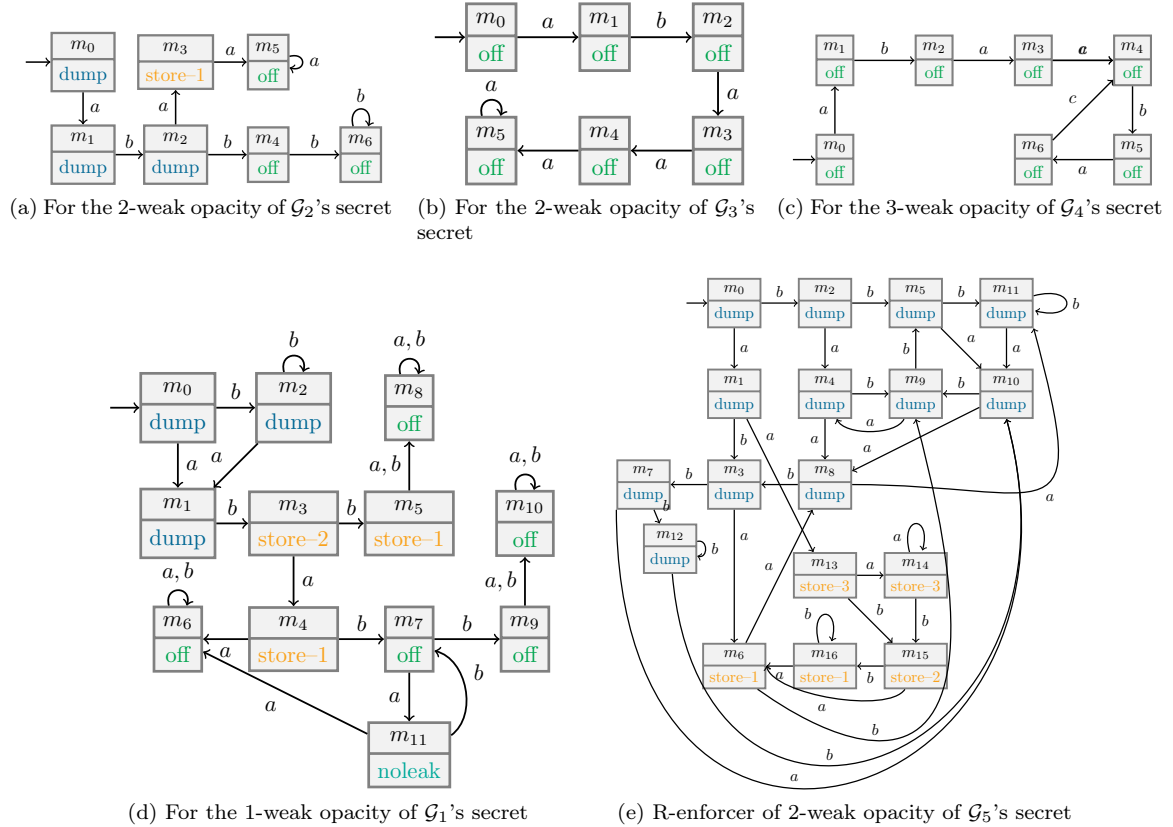 m₀
dump
a
m₁
dump
b
m₂
dump
a
m₃
store–1
a
m₅
off
a
b
m₄
off
b
m₆
off
b
(a) For the 2-weak opacity of 𝒢₂'s secret
m₀
off
a
m₁
off
b
m₂
off
a
m₃
off
a
m₄
off
a
m₅
off
a
(b) For the 2-weak opacity of 𝒢₃'s
secret
m₀
off
a
m₁
off
b
m₂
off
a
m₃
off
a
m₄
off
b
m₅
off
a
m₆
off
c
(c) For the 3-weak opacity of 𝒢₄'s secret
m₀
dump
b
m₂
dump
b
a
a
m₁
dump
b
m₃
store–2
b
m₅
store–1
a, b
m₈
off
a, b
a
m₄
store–1
a
m₆
off
a, b
b
m₇
off
b
m₉
off
a, b
m₁₀
off
a, b
a
b
a
m₁₁
noleak
(d) For the 1-weak opacity of 𝒢₁'s secret
m₀
dump
b
m₂
dump
b
m₅
dump
b
m₁₁
dump
b
a
a
a
a
m₁
dump
m₄
dump
b
m₉
dump
b
b
m₁₀
dump
b
a
a
a
a
m₇
dump
b
m₃
dump
b
m₈
dump
a
b
m₁₂
dump
b
a
a
m₁₃
store–3
a
m₁₄
store–3
a
b
b
m₆
store–1
a
m₁₆
store–1
b
b
m₁₅
store–2
a
b
b
a
(e) R-enforcer of 2-weak opacity of 𝒢₅'s secret